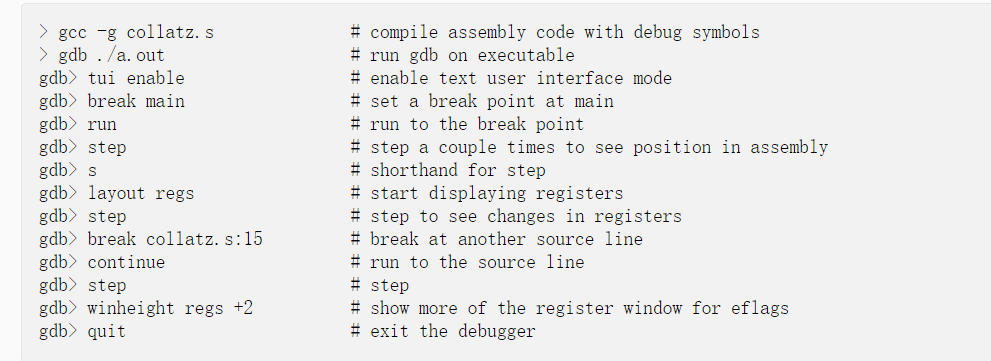 > gcc -g collatz.s # compile assembly code with debug symbols
> gdb ./a.out # run gdb on executable
gdb> tui enable # enable text user interface mode
gdb> break main # set a break point at main
gdb> run # run to the break point
gdb> step # step a couple times to see position in assembly
gdb> s # shorthand for step
gdb> layout regs # start displaying registers
gdb> step # step to see changes in registers
gdb> break collatz.s:15 # break at another source line
gdb> continue # run to the source line
gdb> step # step
gdb> winheight regs +2 # show more of the register window for eflags
gdb> quit # exit the debugger